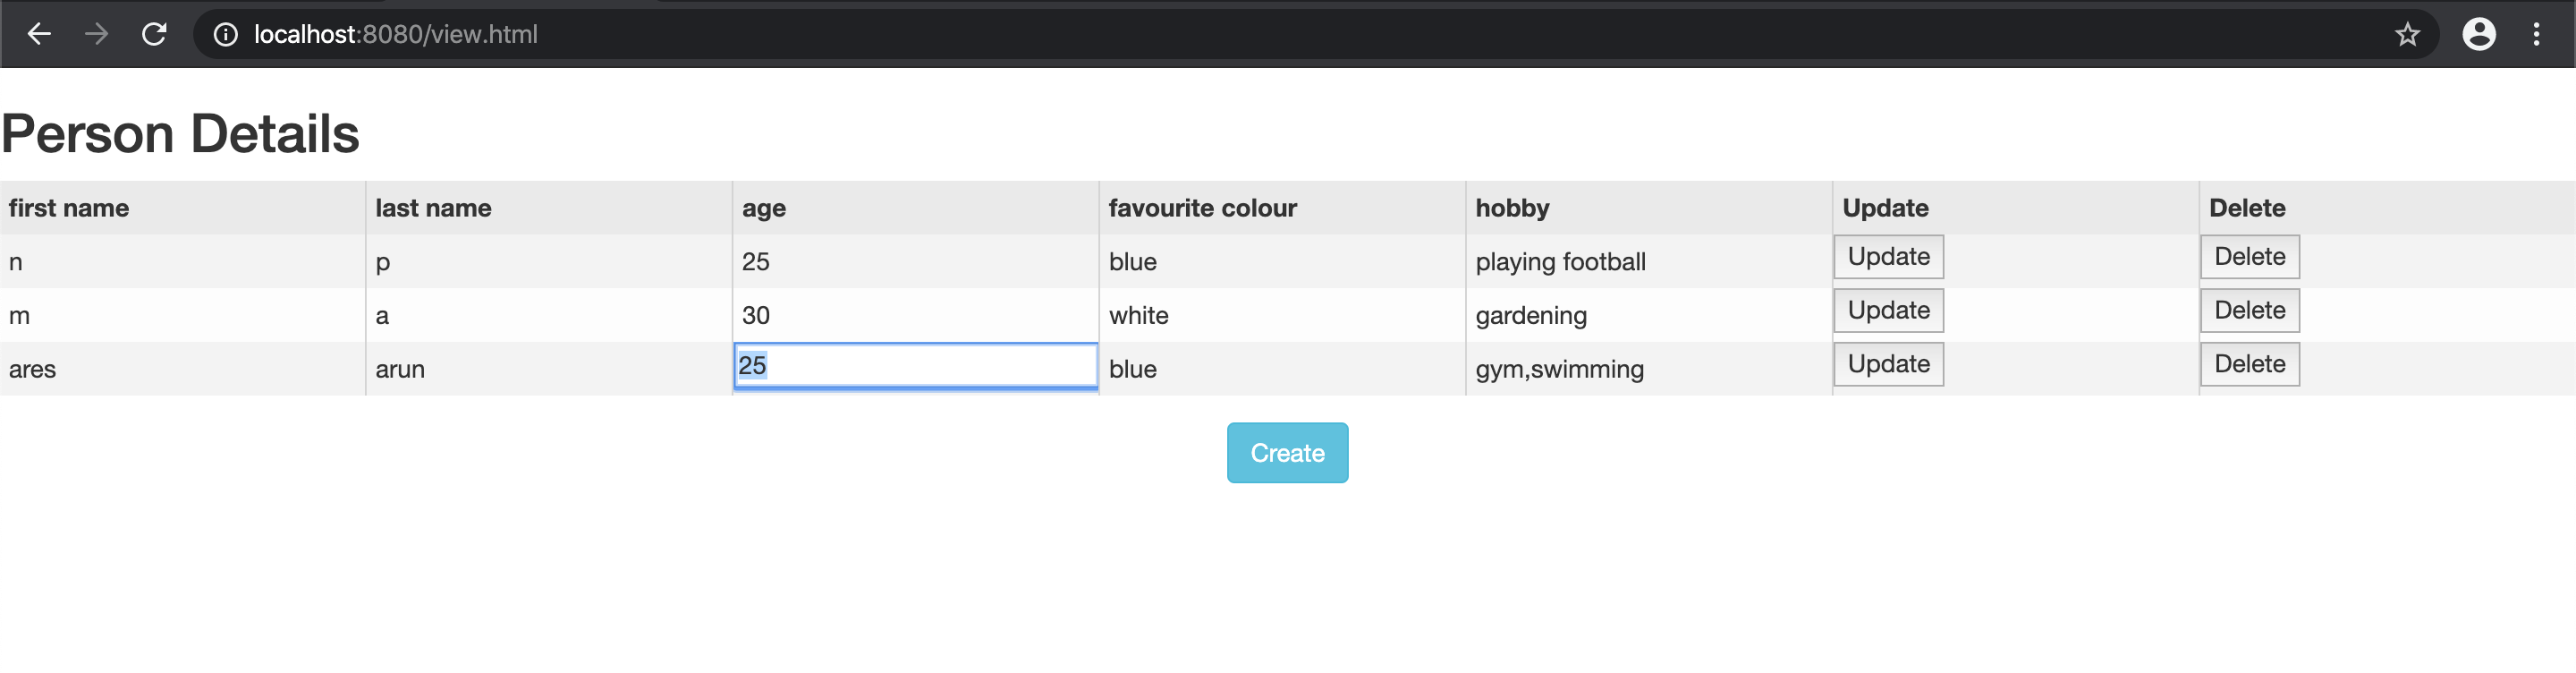 localhost:8080/view.html
Person Details
first name last name age favourite colour hobby Update Delete
n p 25 blue playing football Update Delete
m a 30 white gardening Update Delete
ares arun 25 blue gym,swimming Update Delete
Create